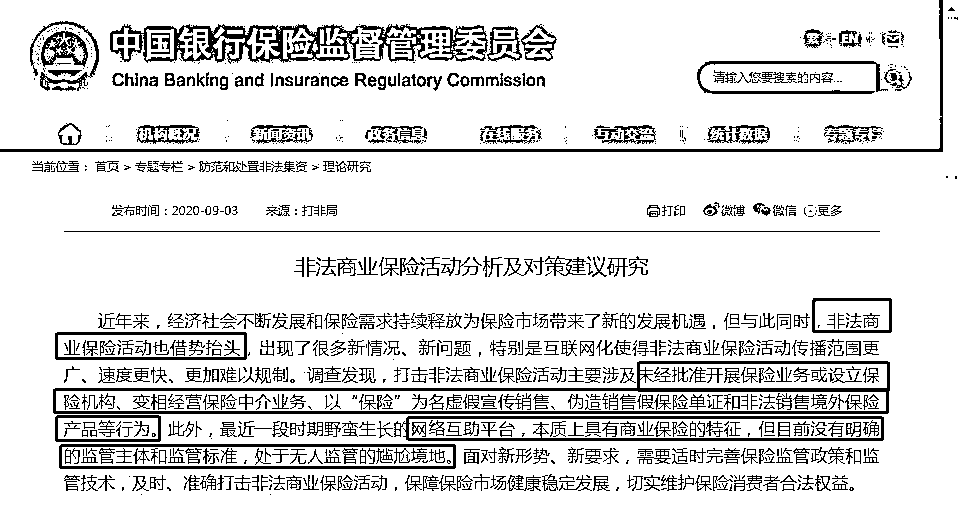 中国银行保险监督管理委员会
China Banking and Insurance Regulatory Commission
繁 EN
请输入您要搜索的内容...
机构概况 新闻资讯 政务信息 在线服务 互动交流 统计数据 专题专栏
当前位置：首页 > 专题专栏 > 防范和处置非法集资 > 理论研究
发布时间：2020-09-03 来源：打非局 打印 微博 微信 更多
非法商业保险活动分析及对策建议研究
近年来，经济社会不断发展和保险需求持续释放为保险市场带来了新的发展机遇，但与此同时，非法商
业保险活动也借势抬头，出现了很多新情况、新问题，特别是互联网化使得非法商业保险活动传播范围更
广、速度更快、更加难以规制。调查发现，打击非法商业保险活动主要涉及未经批准开展保险业务或设立保
险机构、变相经营保险中介业务、以“保险”为名虚假宣传销售、伪造销售假保险单证和非法销售境外保险
产品等行为。此外，最近一段时期野蛮生长的网络互助平台，本质上具有商业保险的特征，但目前没有明确
的监管主体和监管标准，处于无人监管的尴尬境地。面对新形势、新要求，需要适时完善保险监管政策和监
管技术，及时、准确打击非法商业保险活动，保障保险市场健康稳定发展，切实维护保险消费者合法权益。